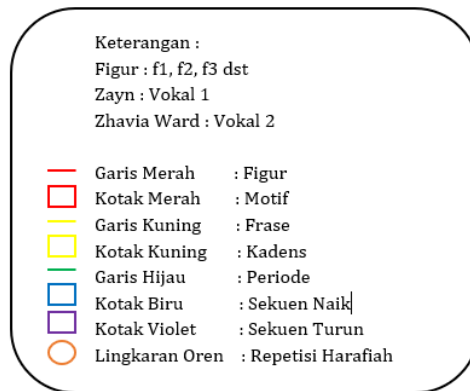 Keterangan :
Figur : f1, f2, f3 dst
Zayn : Vokal 1
Zhavia Ward : Vokal 2
Garis Merah : Figur
Kotak Merah : Motif
Garis Kuning : Frase
Kotak Kuning : Kadens
Garis Hijau : Periode
Kotak Biru : Sekuen Naik
Kotak Violet : Sekuen Turun
Lingkaran Oren : Repetisi Harafiah